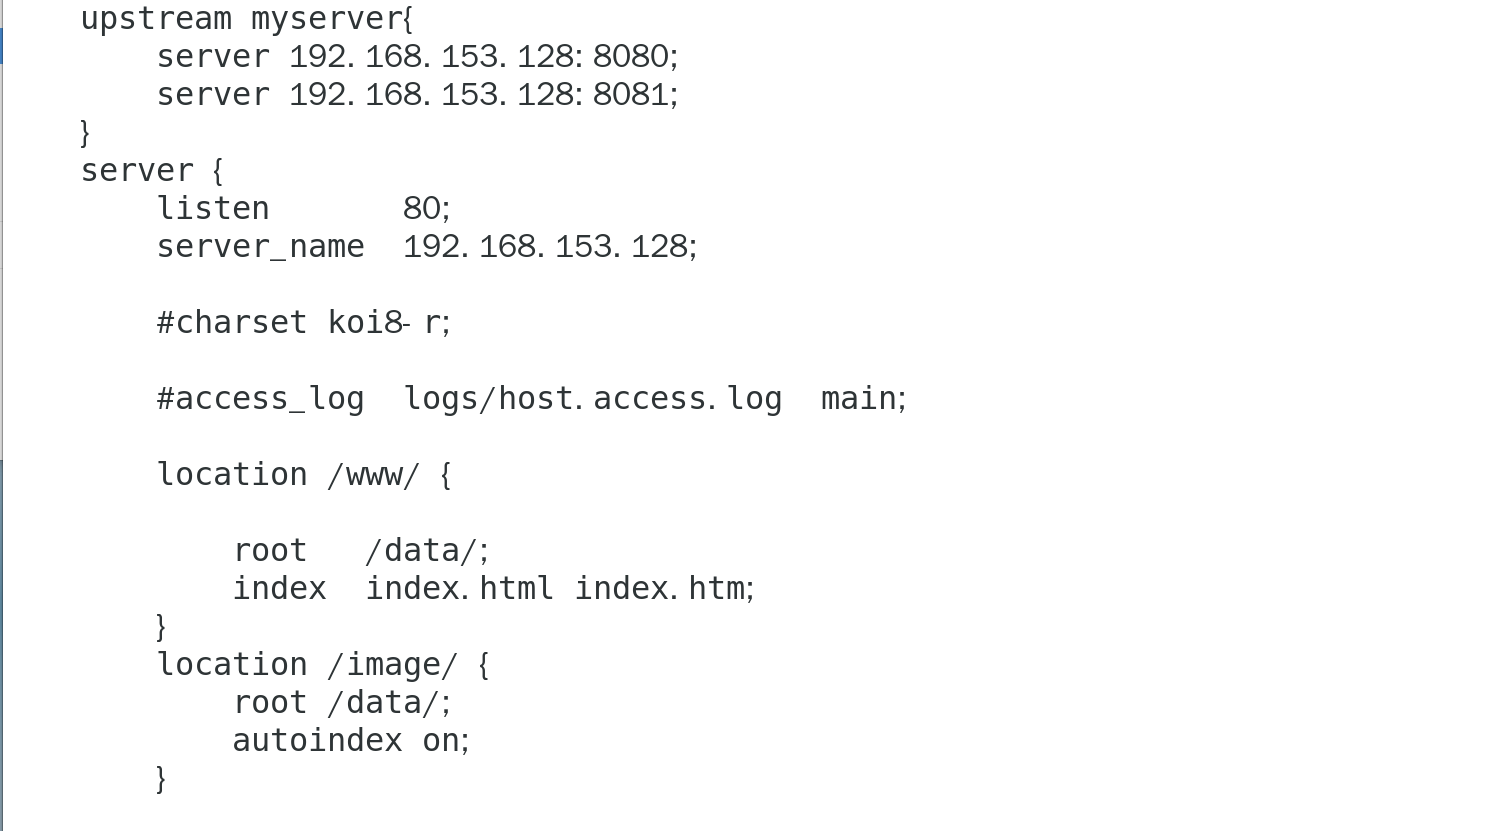 upstream myserver{
server 192.168.153.128:8080;
server 192.168.153.128:8081;
}
server {
listen 80;
server_name 192.168.153.128;
#charset koi8-r;
#access_log logs/host.access.log main;
location /www/ {
root /data/;
index index.html index.htm;
}
location /image/ {
root /data/;
autoindex on;
}